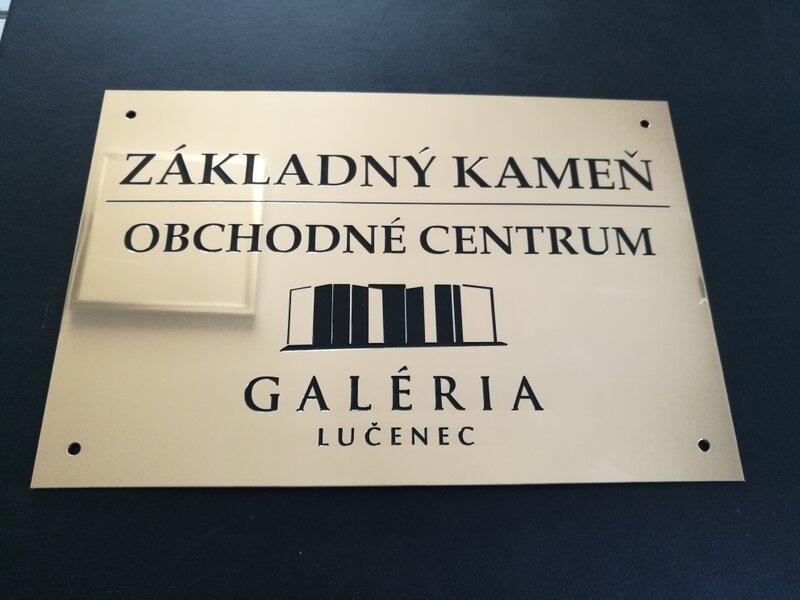 ZÁKLADNÝ KAMEŇ
OBCHODNÉ CENTRUM
GALÉRIA
LUČENEC